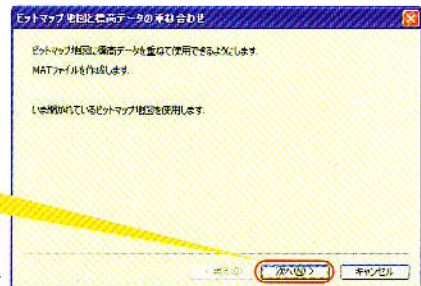 ビットマップ地図と標高データの重ね合わせ
ビットマップ地図に標高データを重ねて使用できるようにします。
MATファイルを作成します。
いま開かれているビットマップ地図を使用します。
< 戻る(B)
次へ(N) >
キャンセル